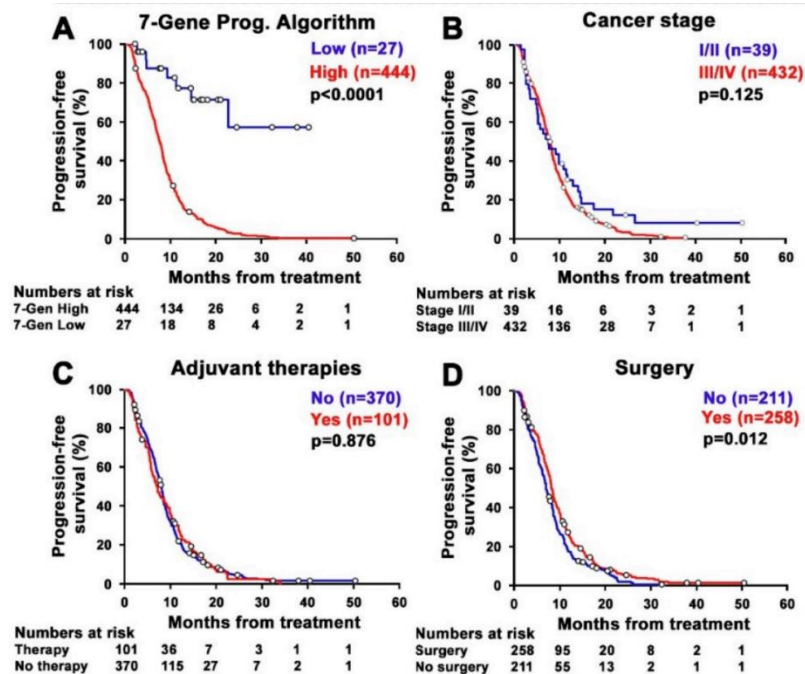 A
7-Gene Prog. Algorithm
Low (n=27)
High (n=444)
p<0.0001
Progression-free
survival (%)
100
80
60
40
20
0
0 10 20 30 40 50 60
Months from treatment
Numbers at risk
7-Gen High 444 134 26 6 2 1
7-Gen Low 27 18 8 4 2 1
B
Cancer stage
I/II (n=39)
III/IV (n=432)
p=0.125
Progression-free
survival (%)
100
80
60
40
20
0
0 10 20 30 40 50 60
Months from treatment
Numbers at risk
Stage I/II 39 16 6 3 2 1
Stage III/IV 432 136 28 7 1 1
C
Adjuvant therapies
No (n=370)
Yes (n=101)
p=0.876
Progression-free
survival (%)
100
80
60
40
20
0
0 10 20 30 40 50 60
Months from treatment
Numbers at risk
Therapy 101 36 7 3 1 1
No therapy 370 115 27 7 2 1
D
Surgery
No (n=211)
Yes (n=258)
p=0.012
Progression-free
survival (%)
100
80
60
40
20
0
0 10 20 30 40 50 60
Months from treatment
Numbers at risk
Surgery 258 95 20 8 2 1
No surgery 211 55 13 2 1 1